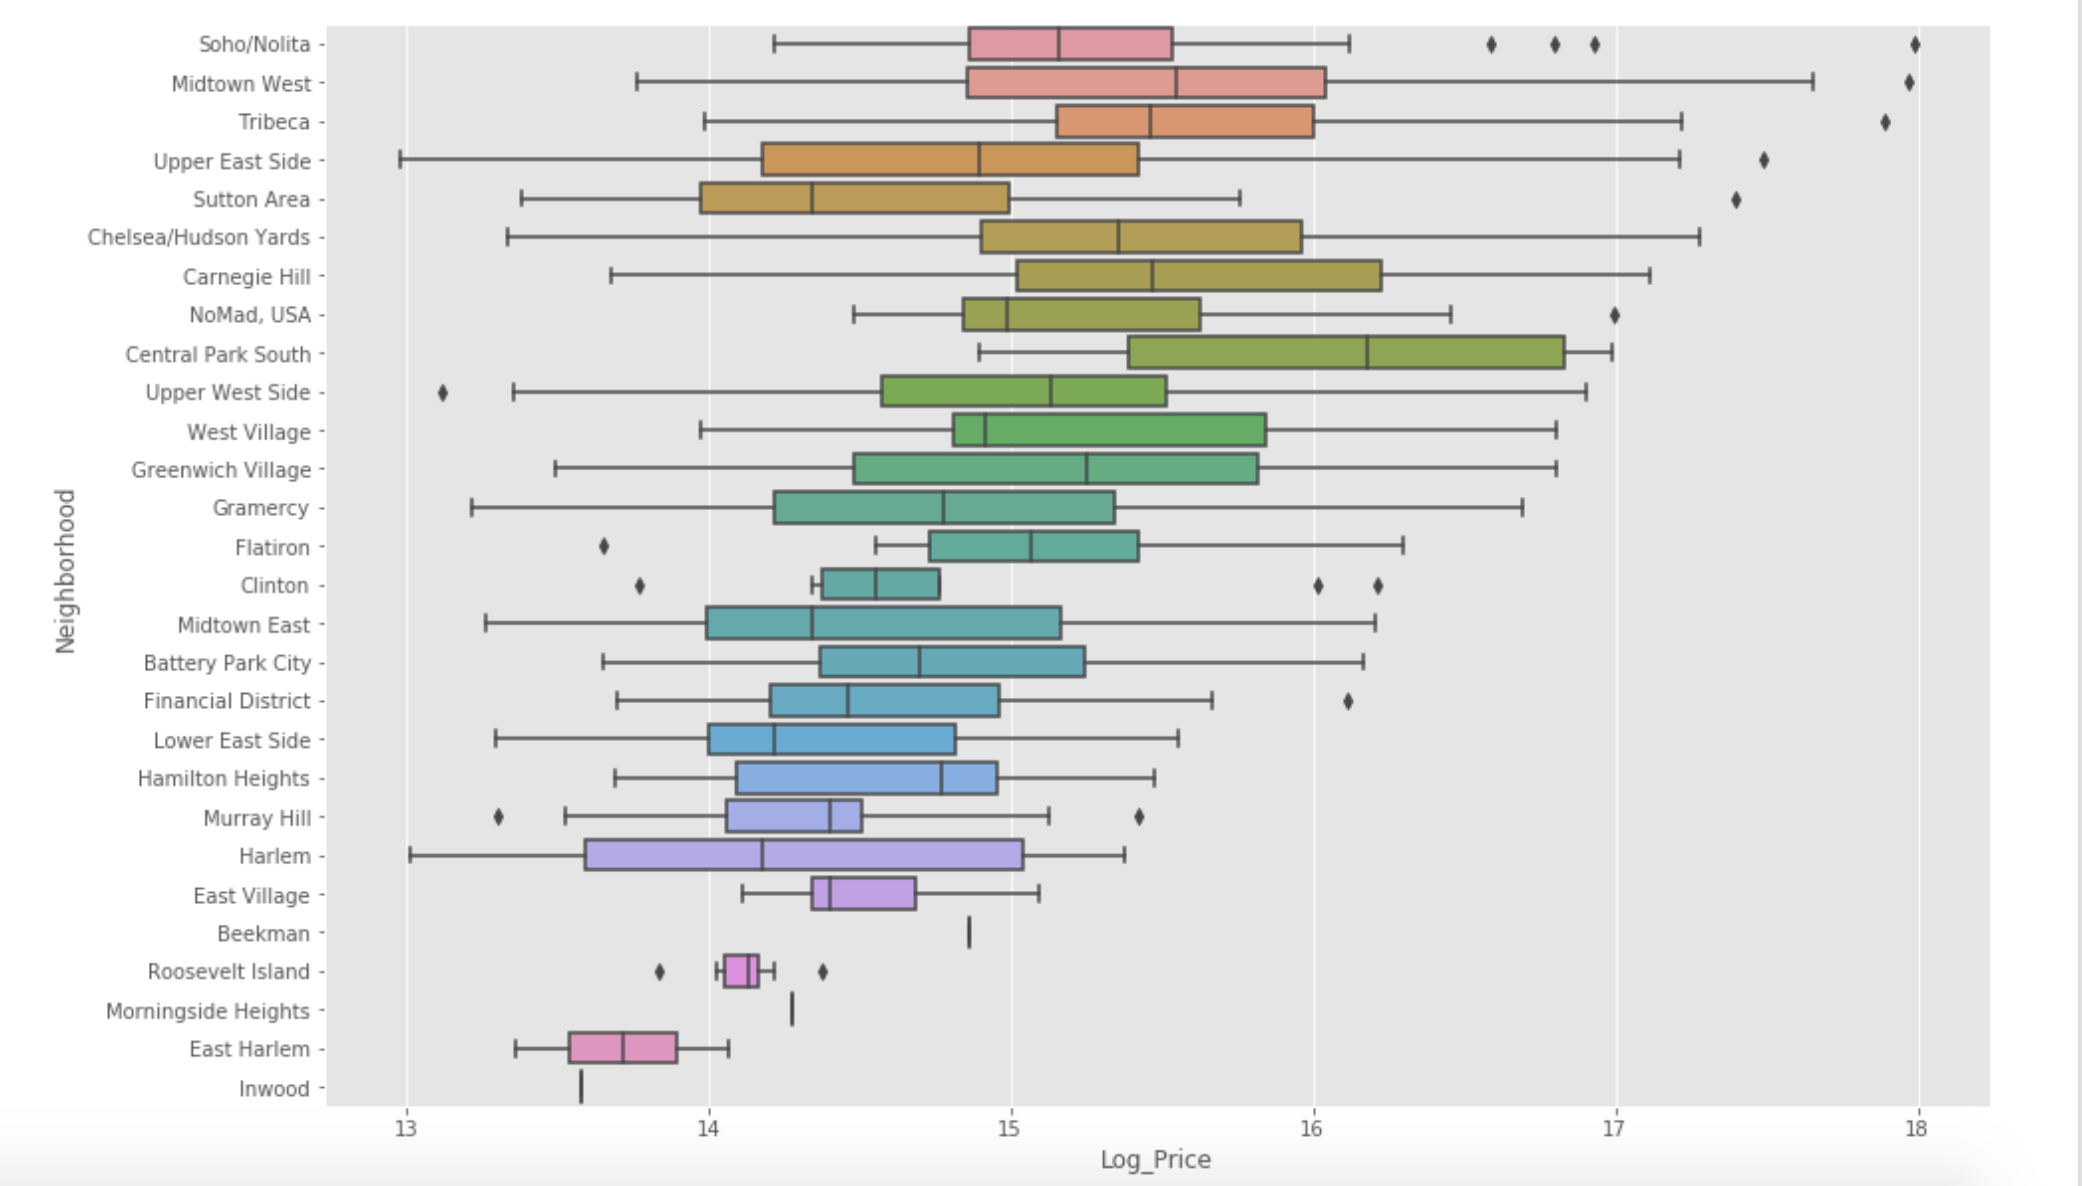 Neighborhood
Soho/Nolita
Midtown West
Tribeca
Upper East Side
Sutton Area
Chelsea/Hudson Yards
Carnegie Hill
NoMad, USA
Central Park South
Upper West Side
West Village
Greenwich Village
Gramercy
Flatiron
Clinton
Midtown East
Battery Park City
Financial District
Lower East Side
Hamilton Heights
Murray Hill
Harlem
East Village
Beekman
Roosevelt Island
Morningside Heights
East Harlem
Inwood
13 14 15 16 17 18
Log_Price